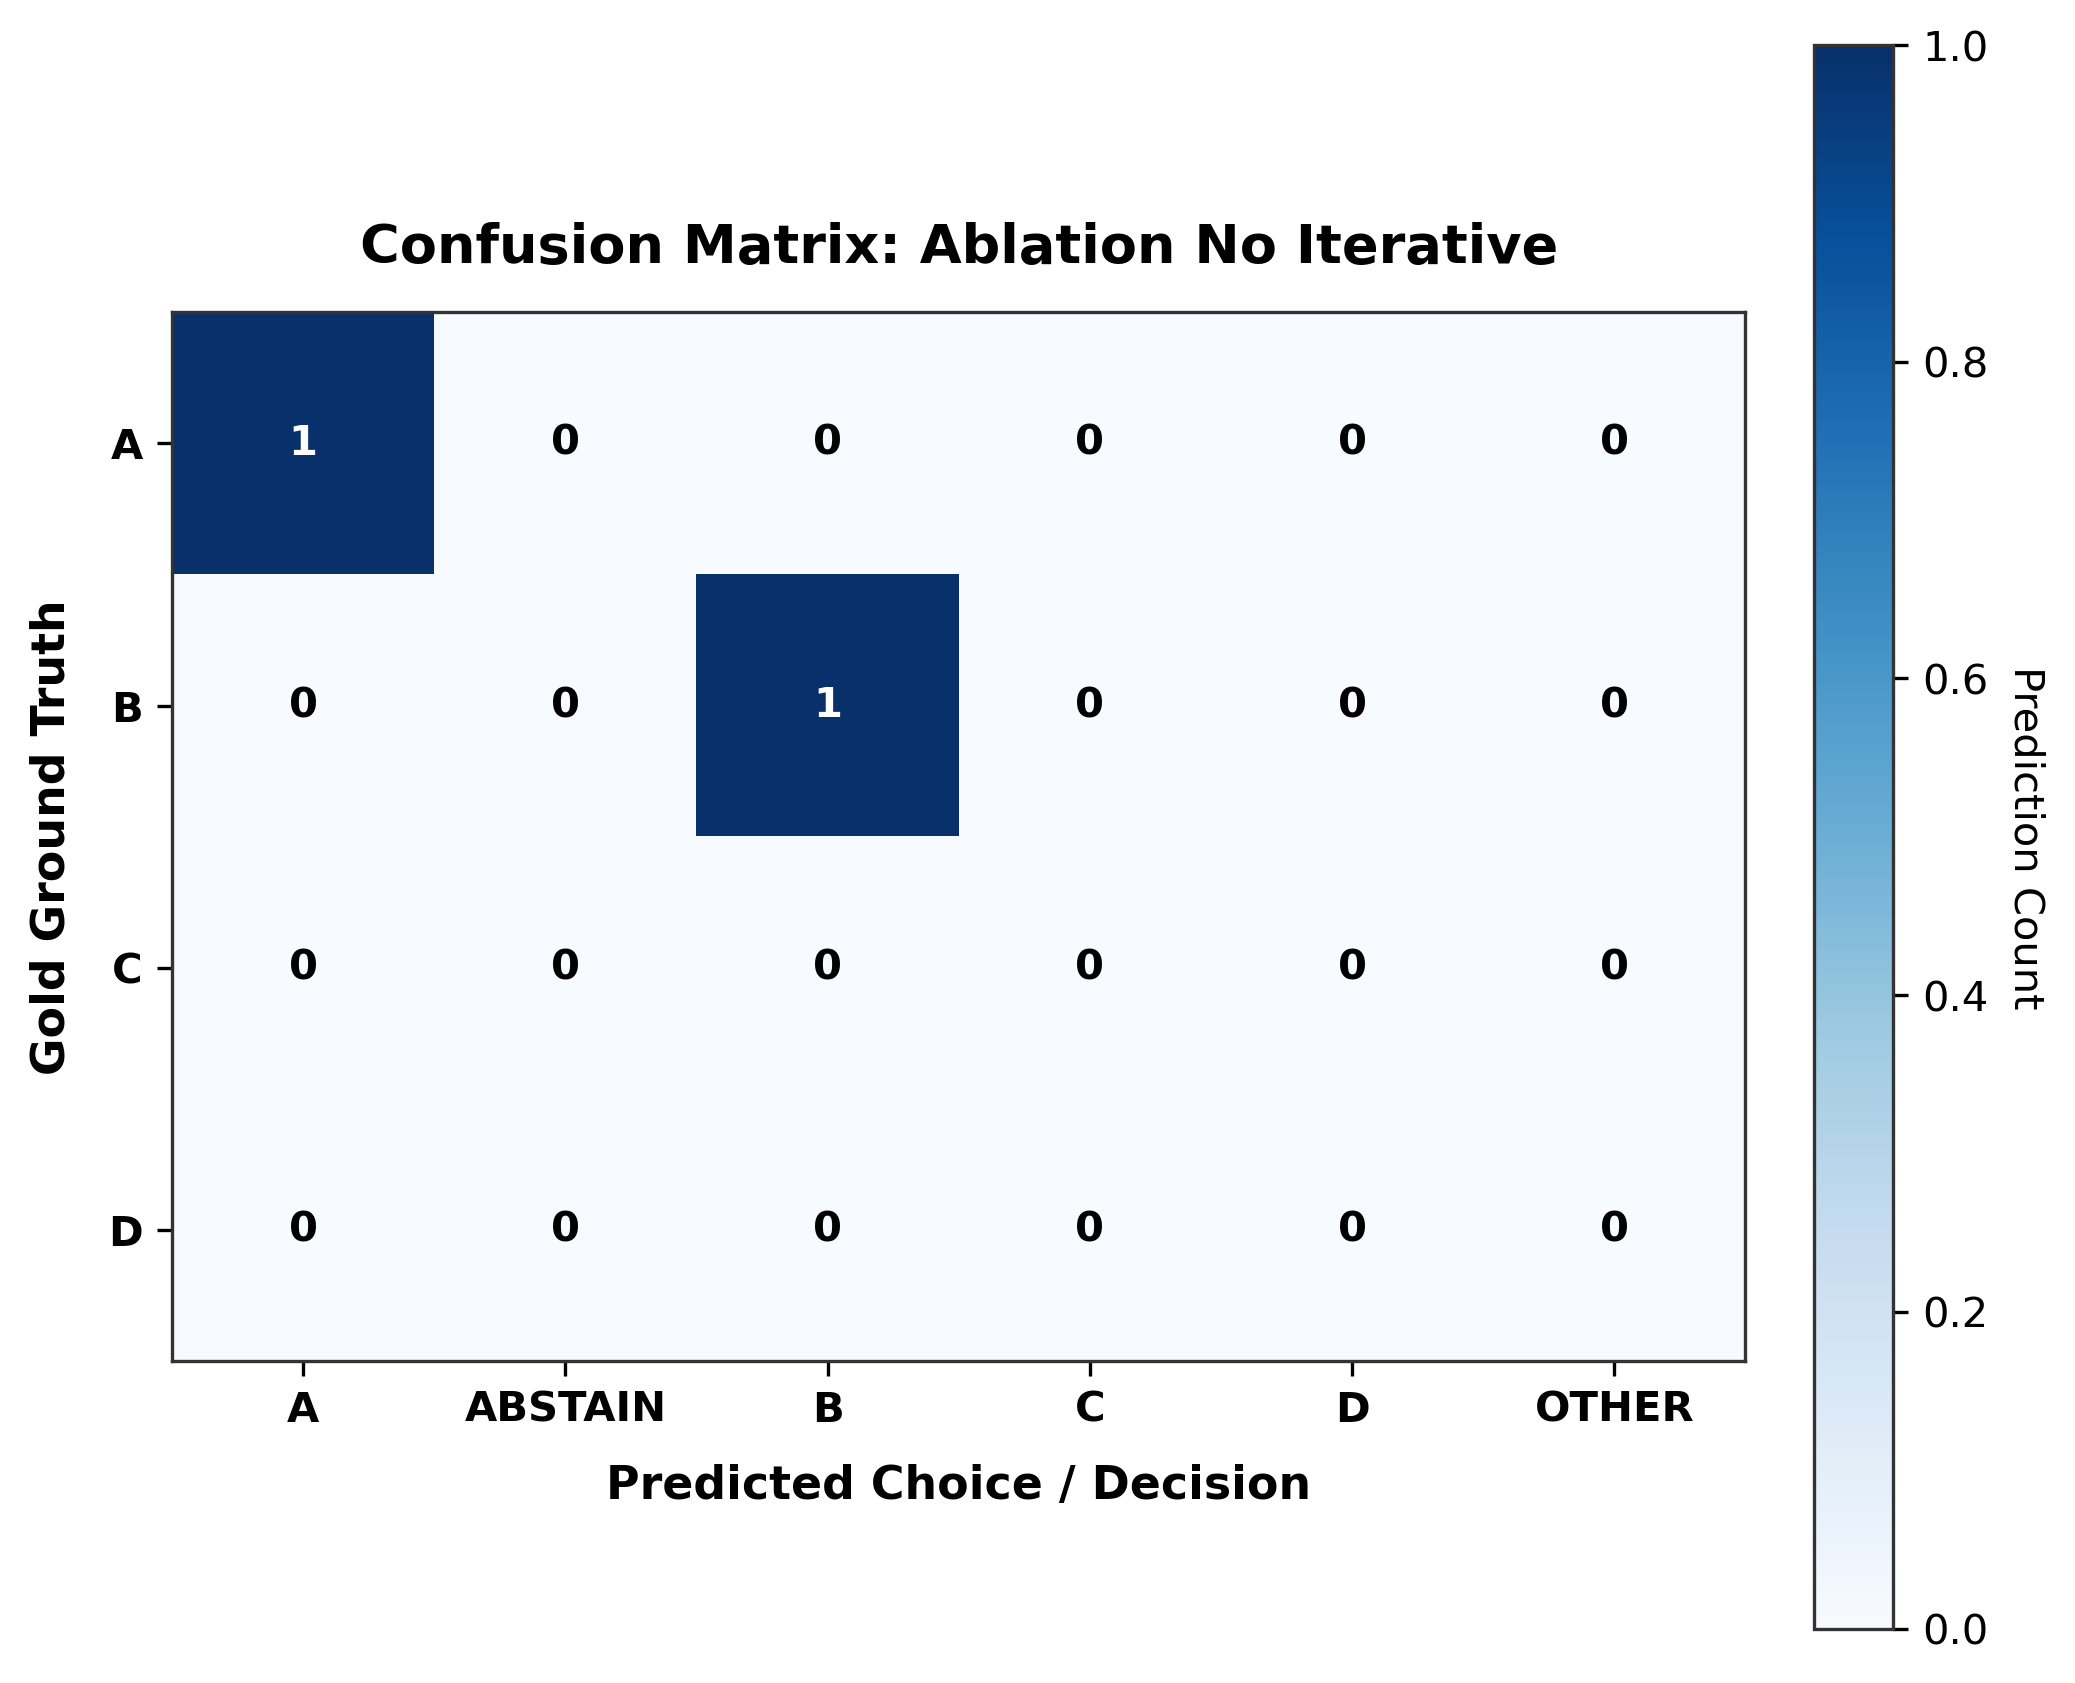 Confusion Matrix: Ablation No Iterative
Gold Ground Truth
A 1 0 0 0 0 0
B 0 0 1 0 0 0
C 0 0 0 0 0 0
D 0 0 0 0 0 0
A ABSTAIN B C D OTHER
Predicted Choice / Decision
1.0
0.8
0.6
0.4
0.2
0.0
Prediction Count